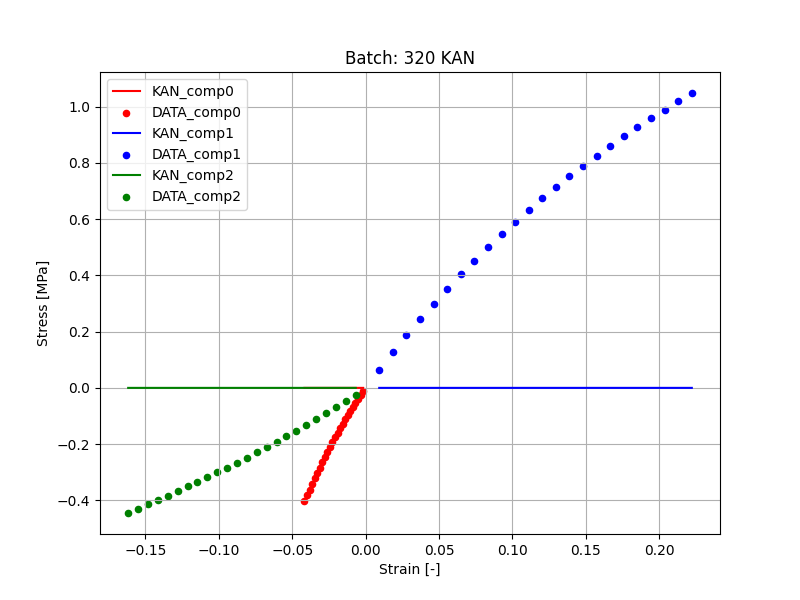 Batch: 320 KAN
KAN_comp0
DATA_comp0
KAN_comp1
DATA_comp1
KAN_comp2
DATA_comp2
Stress [MPa]
1.0
0.8
0.6
0.4
0.2
0.0
−0.2
−0.4
−0.15
−0.10
−0.05
0.00
0.05
0.10
0.15
0.20
Strain [-]